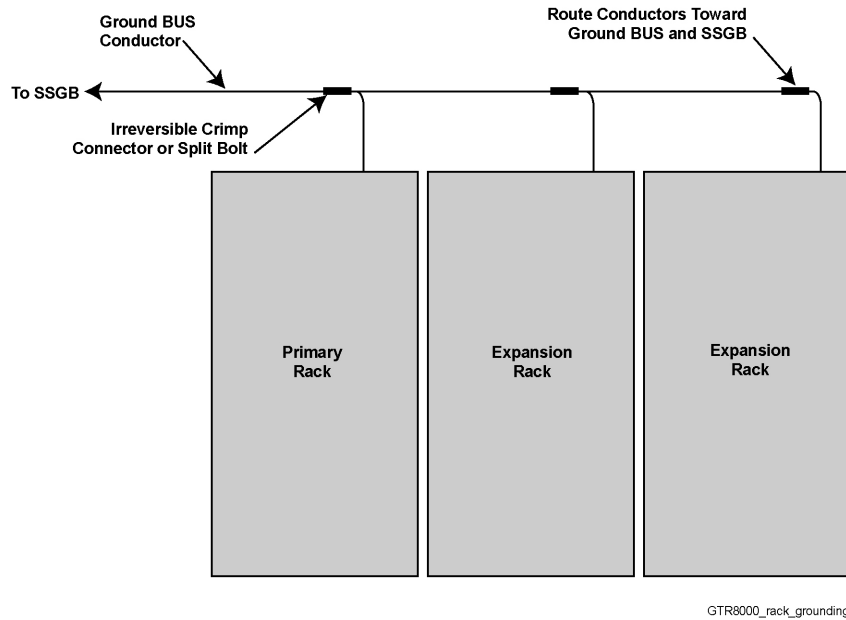 Ground BUS
Conductor
Route Conductors Toward
Ground BUS and SSGB
To SSGB
Irreversible Crimp
Connector or Split Bolt
Primary
Rack
Expansion
Rack
Expansion
Rack
GTR8000_rack_grounding